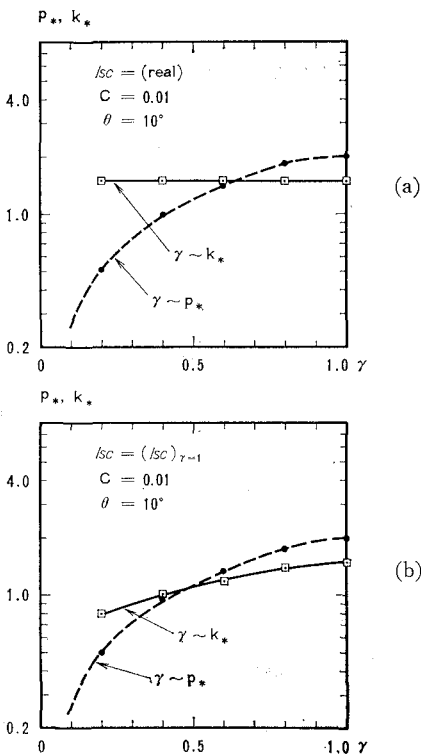 p*, k*
lsc = (real)
C = 0.01
θ = 10°
4.0
1.0
0.2
γ ~ k*
γ ~ p*
0
0.5
1.0 γ
(a)
p*, k*
lsc = (lsc)γ=1
C = 0.01
θ = 10°
4.0
1.0
0.2
γ ~ k*
γ ~ p*
0
0.5
1.0 γ
(b)